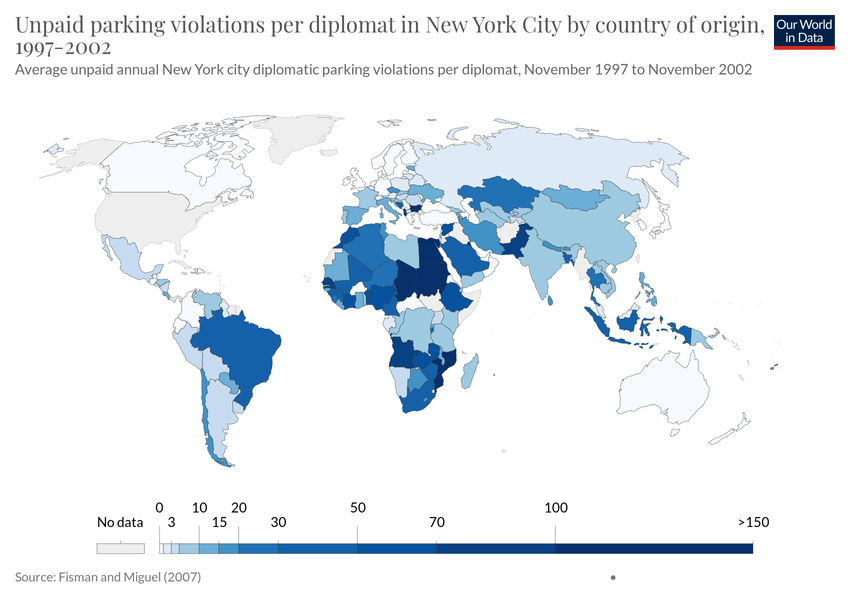 Unpaid parking violations per diplomat in New York City by country of origin,
1997-2002
Our World
in Data
Average unpaid annual New York city diplomatic parking violations per diplomat, November 1997 to November 2002
0 10 20 50 100
No data 3 15 30 70 >150
Source: Fisman and Miguel (2007)